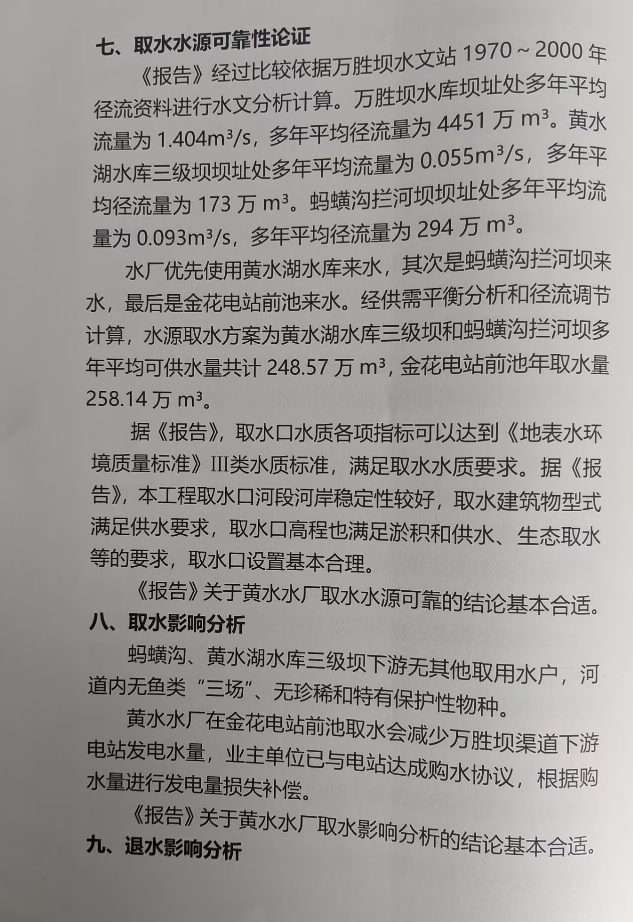 七、取水水源可靠性论证
《报告》经过比较依据万胜坝水文站 1970～2000 年
径流资料进行水文分析计算。万胜坝水库坝址处多年平均
流量为 1.404m³/s，多年平均径流量为 4451 万 m³。黄水
湖水库三级坝坝址处多年平均流量为 0.055m³/s，多年平
均径流量为 173 万 m³。蚂蟥沟拦河坝坝址处多年平均流
量为 0.093m³/s，多年平均径流量为 294 万 m³。
水厂优先使用黄水湖水库来水，其次是蚂蟥沟拦河坝来
水，最后是金花电站前池来水。经供需平衡分析和径流调节
计算，水源取水方案为黄水湖水库三级坝和蚂蟥沟拦河坝多
年平均可供水量共计 248.57 万 m³，金花电站前池年取水量
258.14 万 m³。
据《报告》，取水口水质各项指标可以达到《地表水环
境质量标准》Ⅲ类水质标准，满足取水水质要求。据《报
告》，本工程取水口河段河岸稳定性较好，取水建筑物型式
满足供水要求，取水口高程也满足淤积和供水、生态取水
等的要求，取水口设置基本合理。
《报告》关于黄水水厂取水水源可靠的结论基本合适。
八、取水影响分析
蚂蟥沟、黄水湖水库三级坝下游无其他取用水户，河
道内无鱼类“三场”、无珍稀和特有保护性物种。
黄水水厂在金花电站前池取水会减少万胜坝渠道下游
电站发电水量，业主单位已与电站达成购水协议，根据购
水量进行发电量损失补偿。
《报告》关于黄水水厂取水影响分析的结论基本合适。
九、退水影响分析